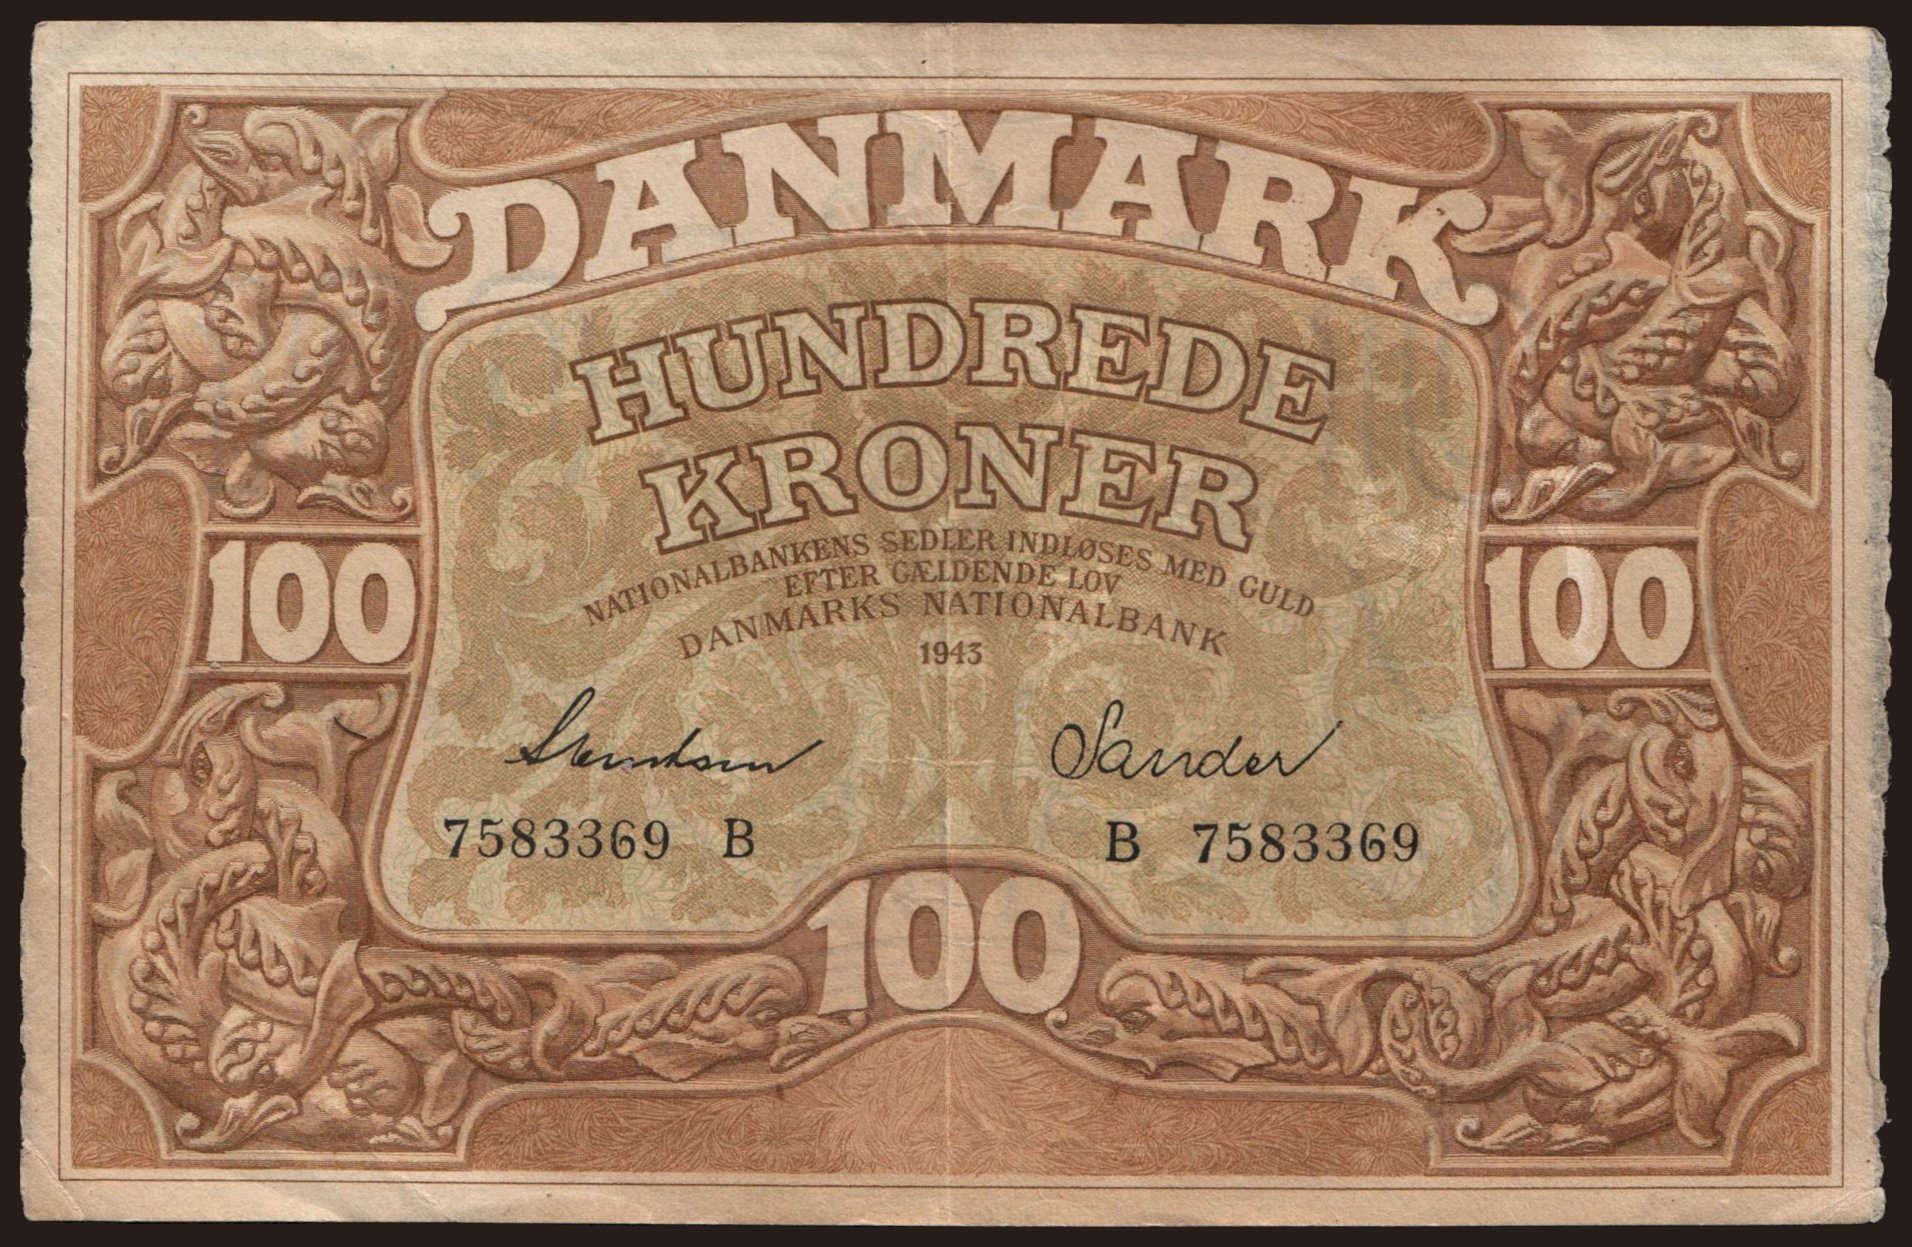 DANMARK
HUNDREDE
KRONER
NATIONALBANKENS SEDLER INDLØSES MED GULD
EFTER GÆLDENDE LOV
DANMARKS NATIONALBANK
1943
100 100
Svendsen Sander
7583369 B B 7583369
100